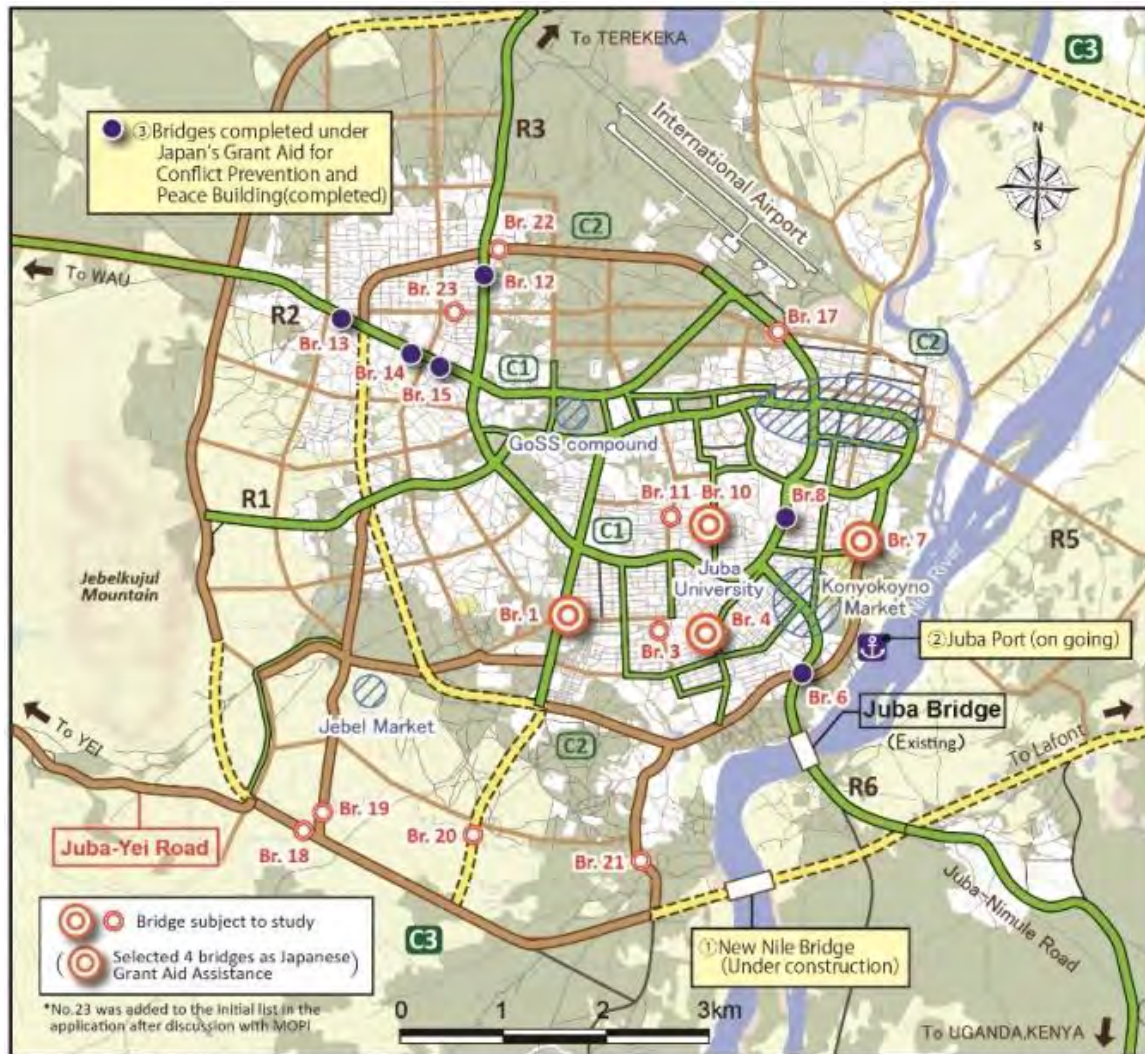 To TEREKEKA
C3
③Bridges completed under
Japan's Grant Aid for
Conflict Prevention and
Peace Building(completed)
R3
International Airport
N
S
Br. 22
C2
To WAU
Br. 12
Br. 23
R2
Br. 17
Br. 13
C2
Br. 14
C1
Br. 15
GoSS compound
R1
Br. 11
Br. 10
Br.8
C1
Br. 7
R5
Juba
University
River
Jebelkujul
Mountain
Konyokoyno
Market
Br. 1
Br. 4
Br. 3
②Juba Port (on going)
Br. 6
Juba Bridge
(Existing)
Jebel Market
C2
To YEI
To Lafont
R6
Br. 19
Juba-Yei Road
Br. 18
Br. 20
Br. 21
Juba-Nimule Road
Bridge subject to study
C3
①New Nile Bridge
(Under construction)
(Selected 4 bridges as Japanese)
Grant Aid Assistance
*No.23 was added to the initial list in the
application after discussion with MOPI
0 1 2 3km
To UGANDA,KENYA